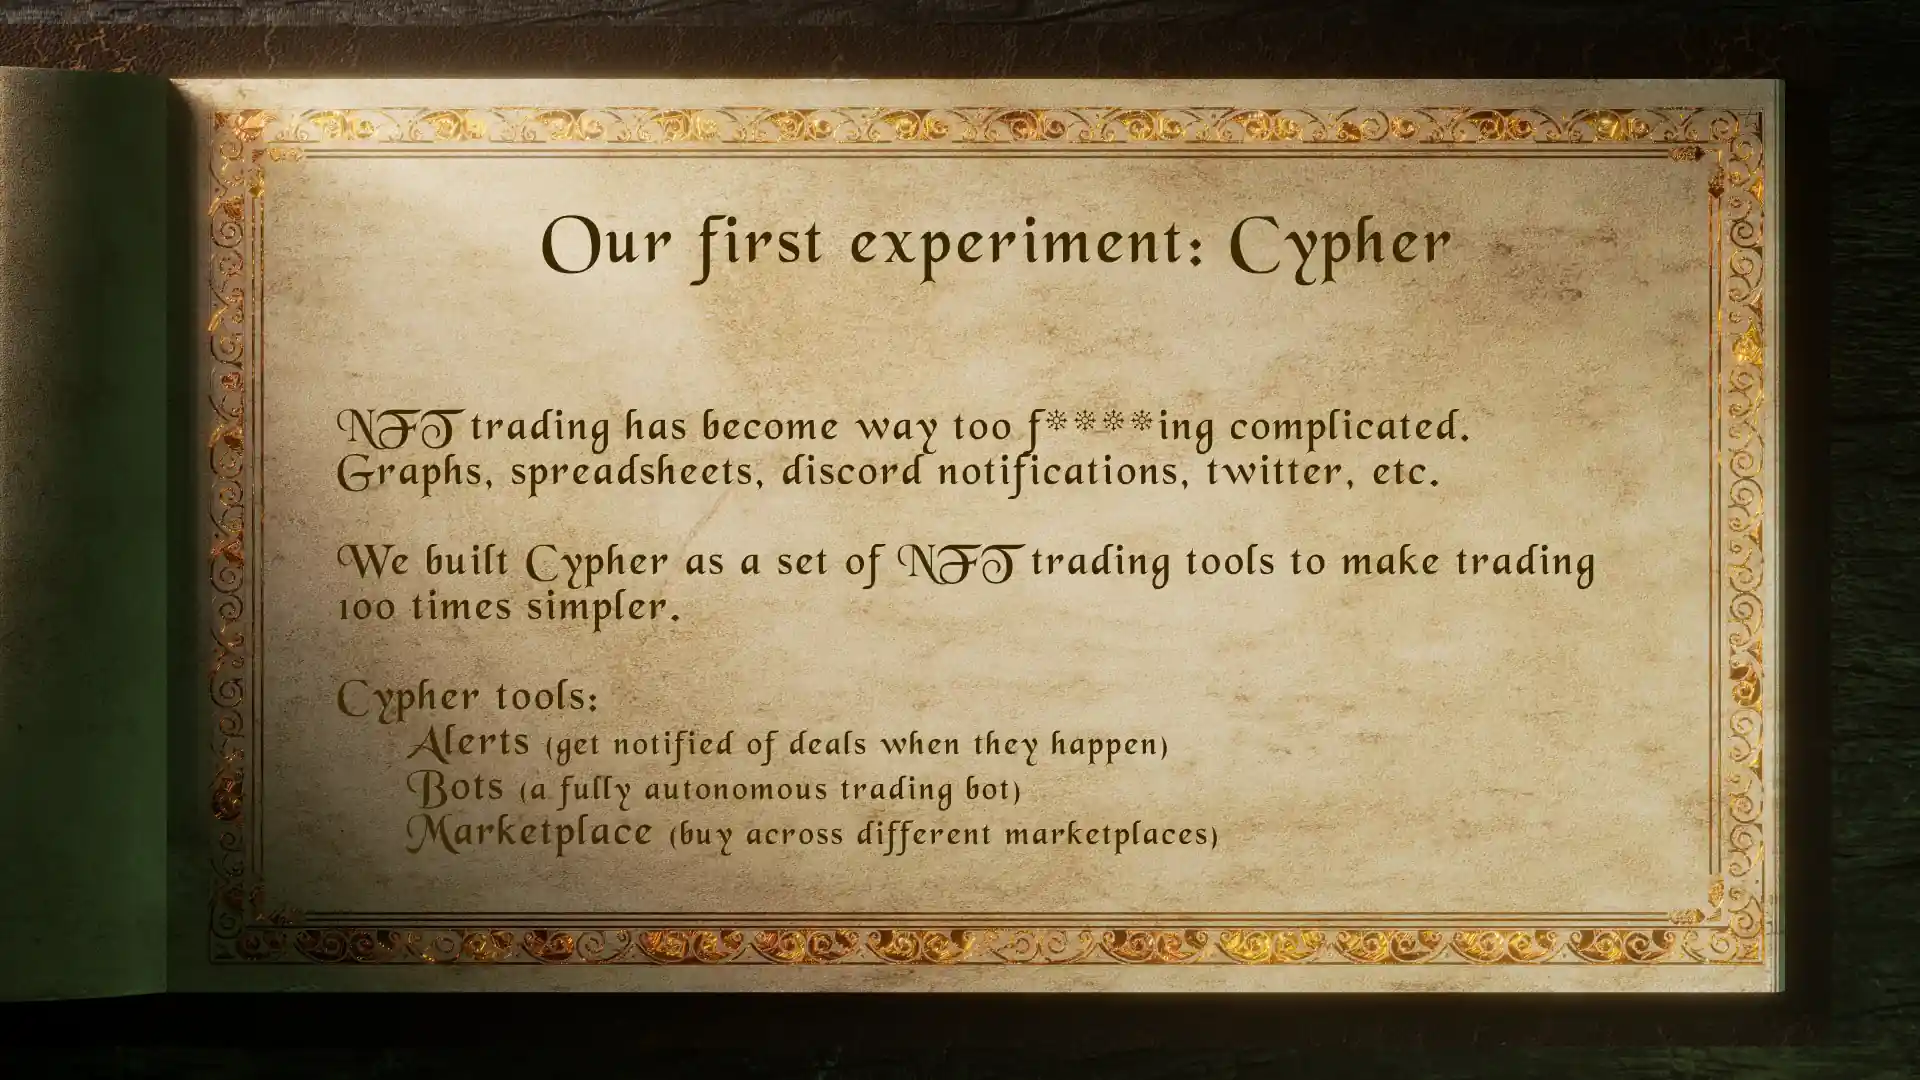 Our first experiment: Cypher
NFT trading has become way too f****ing complicated.
Graphs, spreadsheets, discord notifications, twitter, etc.
We built Cypher as a set of NFT trading tools to make trading
100 times simpler.
Cypher tools:
Alerts (get notified of deals when they happen)
Bots (a fully autonomous trading bot)
Marketplace (buy across different marketplaces)